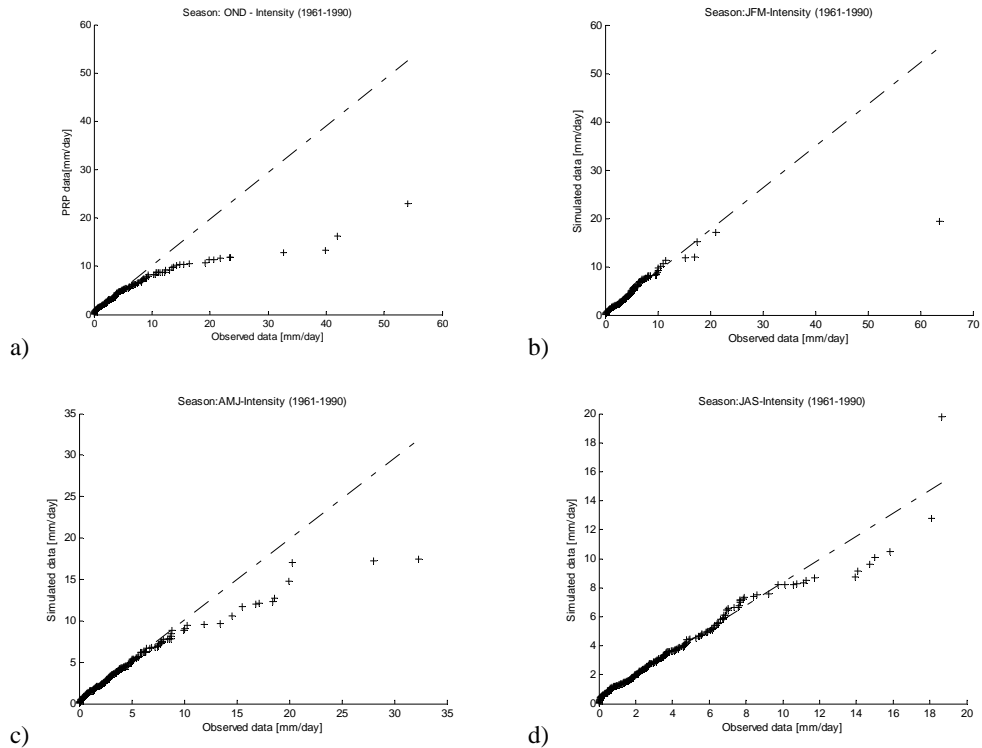 Season: OND - Intensity (1961-1990)
60
50
40
30
20
10
0
PRP data[mm/day]
0 10 20 30 40 50 60
Observed data [mm/day]
a)
Season:JFM-Intensity (1961-1990)
60
50
40
30
20
10
0
Simulated data [mm/day]
0 10 20 30 40 50 60 70
Observed data [mm/day]
b)
Season:AMJ-Intensity (1961-1990)
35
30
25
20
15
10
5
0
Simulated data [mm/day]
0 5 10 15 20 25 30 35
Observed data [mm/day]
c)
Season:JAS-Intensity (1961-1990)
20
18
16
14
12
10
8
6
4
2
0
Simulated data [mm/day]
0 2 4 6 8 10 12 14 16 18 20
Observed data [mm/day]
d)